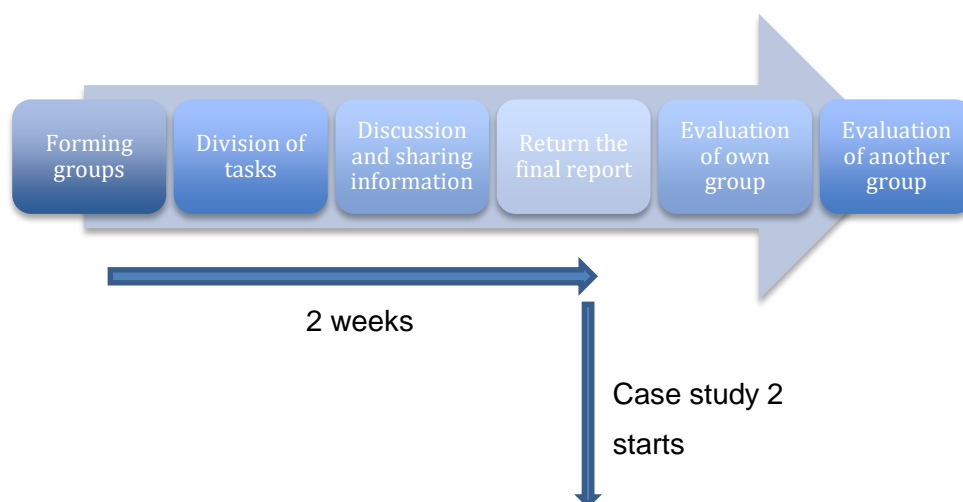 Forming
groups
Division of
tasks
Discussion
and sharing
information
Return the
final report
Evaluation
of own
group
Evaluation
of another
group
2 weeks
Case study 2
starts